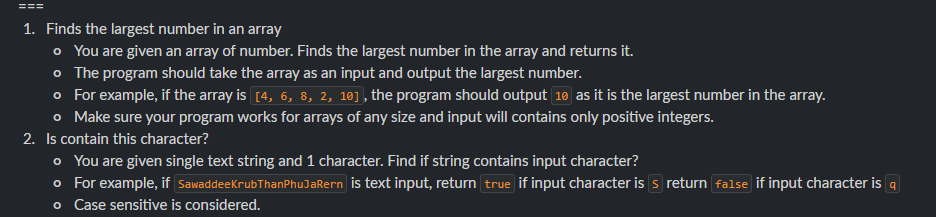 ===
1. Finds the largest number in an array
You are given an array of number. Finds the largest number in the array and returns it.
The program should take the array as an input and output the largest number.
For example, if the array is [4, 6, 8, 2, 10], the program should output 10 as it is the largest number in the array.
Make sure your program works for arrays of any size and input will contains only positive integers.
2. Is contain this character?
You are given single text string and 1 character. Find if string contains input character?
For example, if SawaddeeKrubThanPhuJaRern is text input, return true if input character is S return false if input character is q
Case sensitive is considered.